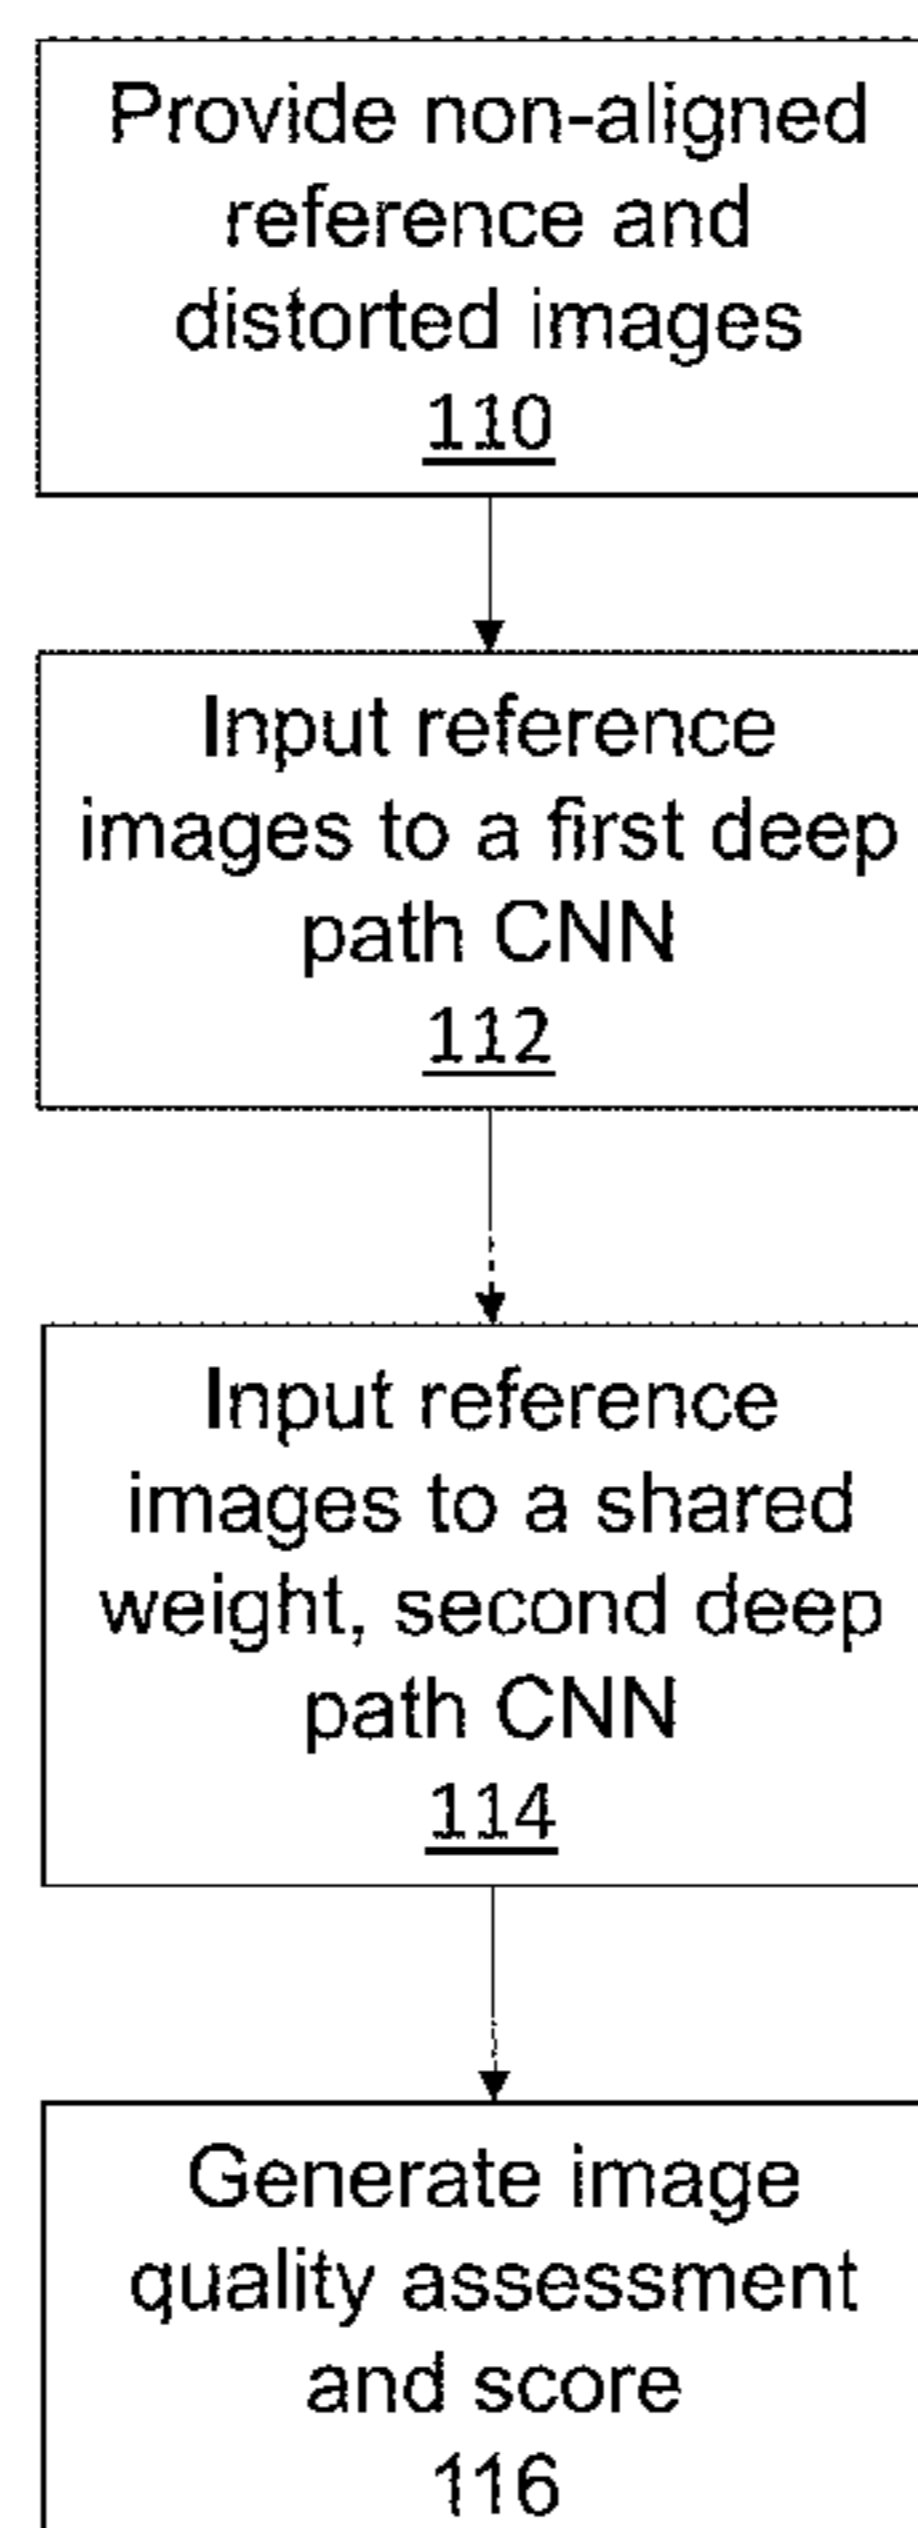 Provide non-aligned
reference and
distorted images
110
Input reference
images to a first deep
path CNN
112
Input reference
images to a shared
weight, second deep
path CNN
114
Generate image
quality assessment
and score
116